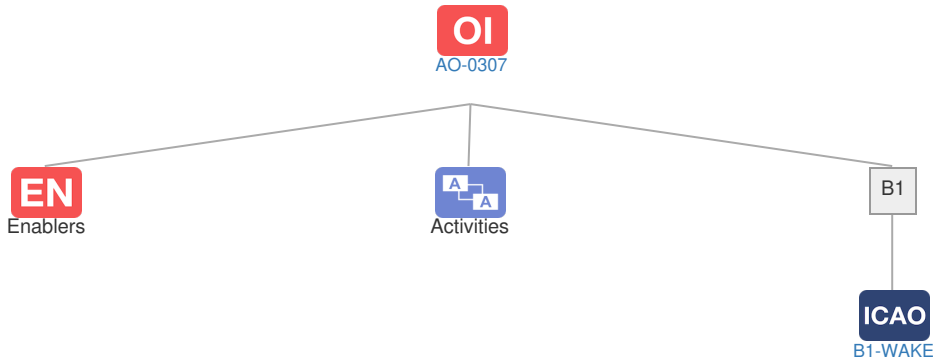 OI
AO-0307
EN
Enablers
A
A
Activities
B1
ICAO
B1-WAKE